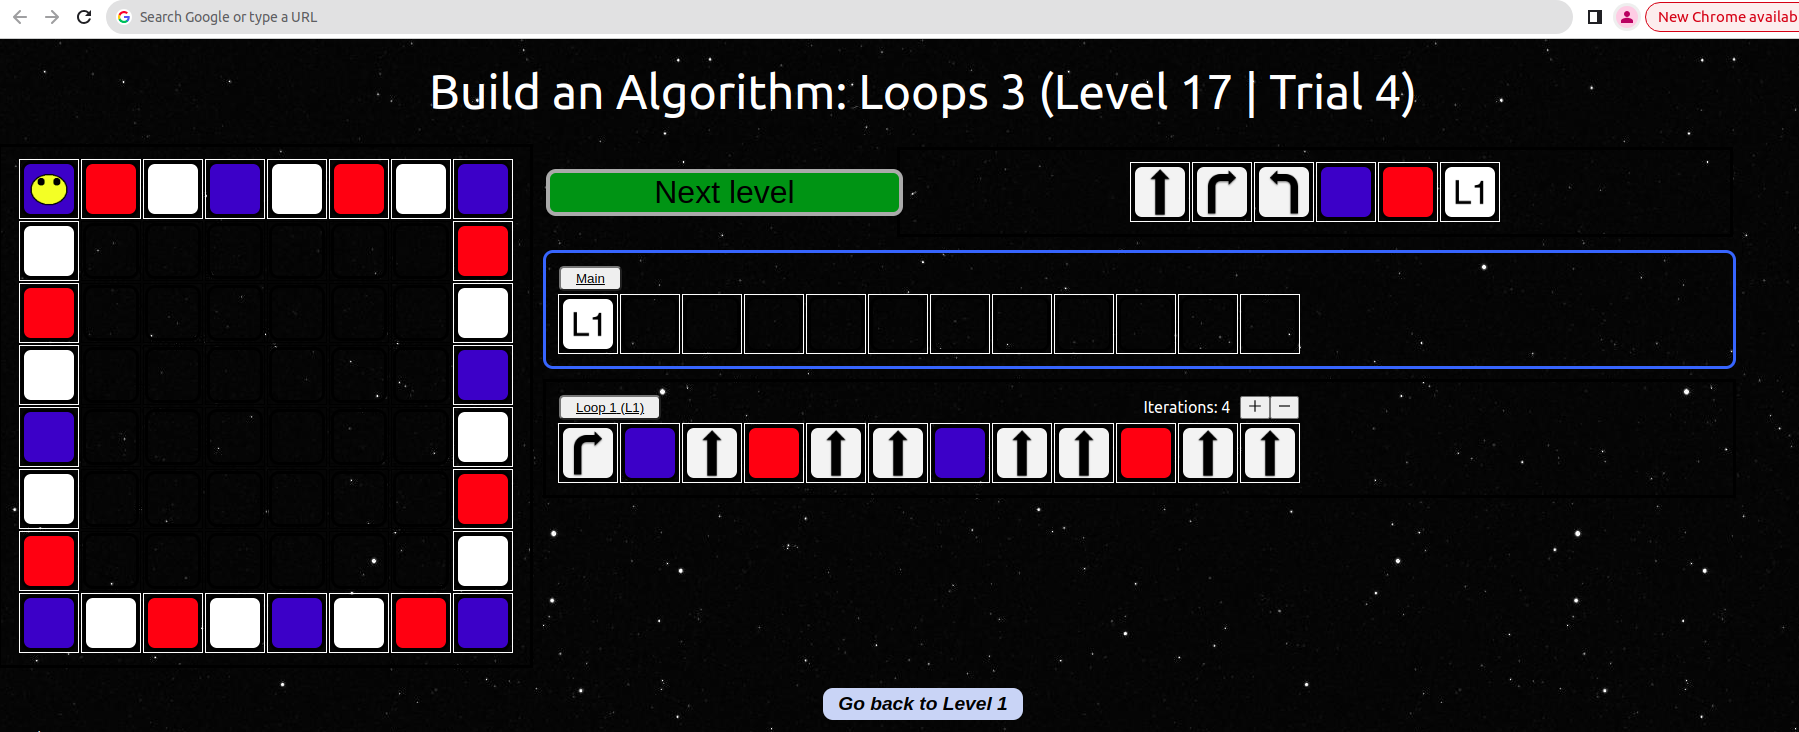 Search Google or type a URL
New Chrome availab
Build an Algorithm: Loops 3 (Level 17 | Trial 4)
Next level
L1
Main
L1
Loop 1 (L1)
Iterations: 4 + −
Go back to Level 1